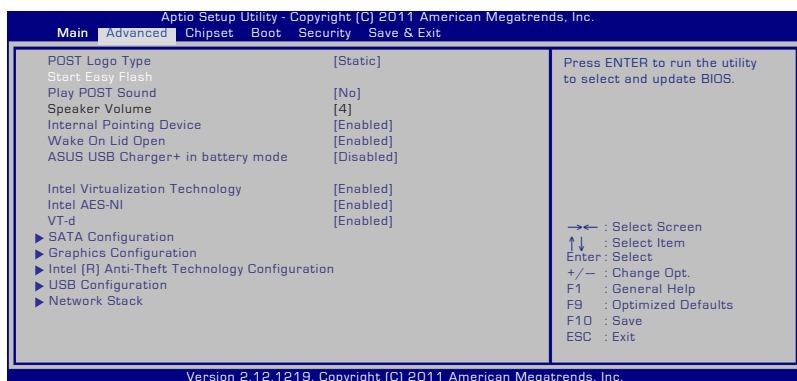 Aptio Setup Utility - Copyright (C) 2011 American Megatrends, Inc.
Main Advanced Chipset Boot Security Save & Exit
POST Logo Type [Static]
Start Easy Flash
Play POST Sound [No]
Speaker Volume [4]
Internal Pointing Device [Enabled]
Wake On Lid Open [Enabled]
ASUS USB Charger+ in battery mode [Disabled]
Intel Virtualization Technology [Enabled]
Intel AES-NI [Enabled]
VT-d [Enabled]
▶ SATA Configuration
▶ Graphics Configuration
▶ Intel (R) Anti-Theft Technology Configuration
▶ USB Configuration
▶ Network Stack
Press ENTER to run the utility
to select and update BIOS.
→← : Select Screen
↑↓ : Select Item
Enter : Select
+/— : Change Opt.
F1 : General Help
F9 : Optimized Defaults
F10 : Save
ESC : Exit
Version 2.12.1219. Copyright (C) 2011 American Megatrends, Inc.